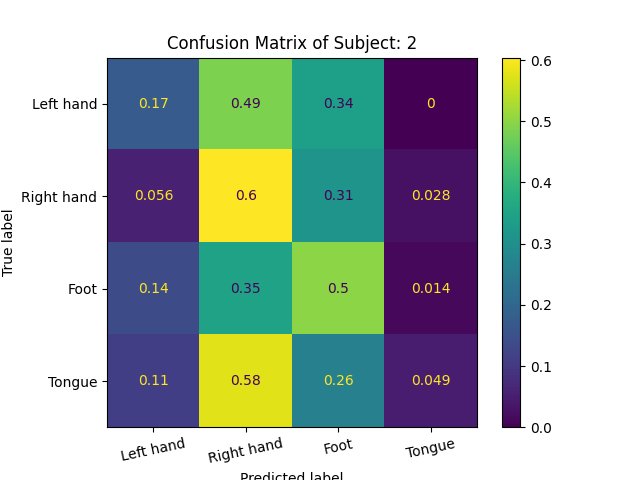 Confusion Matrix of Subject: 2
True label
Left hand 0.17 0.49 0.34 0
Right hand 0.056 0.6 0.31 0.028
Foot 0.14 0.35 0.5 0.014
Tongue 0.11 0.58 0.26 0.049
Left hand Right hand Foot Tongue
Predicted label
0.6
0.5
0.4
0.3
0.2
0.1
0.0